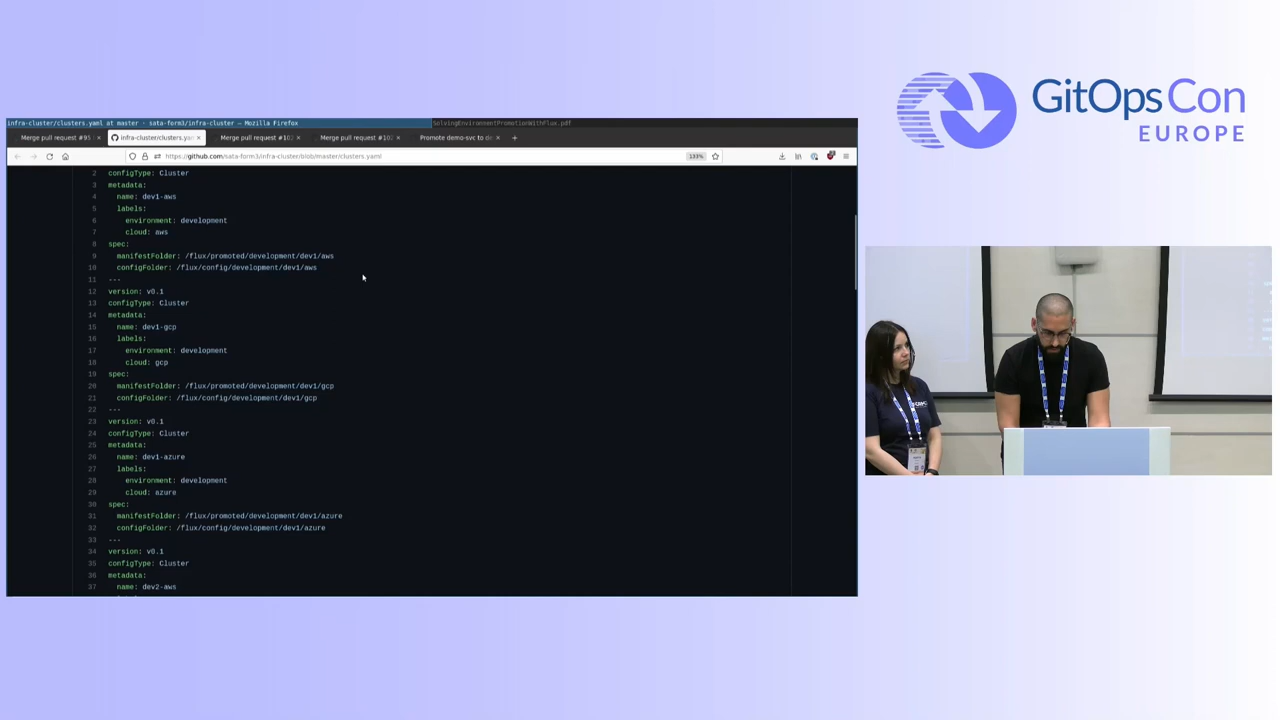 GitOpsCon
EUROPE
infra-cluster/clusters.yaml at master · sata-form3/infra-cluster — Mozilla Firefox
SolvingEnvironmentPromotionWithFlux.pdf
Merge pull request #95
infra-cluster/clusters.yam
Merge pull request #102
Merge pull request #102
Promote demo-svc to de
https://github.com/sata-form3/infra-cluster/blob/master/clusters.yaml
133%
2 configType: Cluster
3 metadata:
4 name: dev1-aws
5 labels:
6 environment: development
7 cloud: aws
8 spec:
9 manifestFolder: /flux/promoted/development/dev1/aws
10 configFolder: /flux/config/development/dev1/aws
11 ---
12 version: v0.1
13 configType: Cluster
14 metadata:
15 name: dev1-gcp
16 labels:
17 environment: development
18 cloud: gcp
19 spec:
20 manifestFolder: /flux/promoted/development/dev1/gcp
21 configFolder: /flux/config/development/dev1/gcp
22 ---
23 version: v0.1
24 configType: Cluster
25 metadata:
26 name: dev1-azure
27 labels:
28 environment: development
29 cloud: azure
30 spec:
31 manifestFolder: /flux/promoted/development/dev1/azure
32 configFolder: /flux/config/development/dev1/azure
33 ---
34 version: v0.1
35 configType: Cluster
36 metadata:
37 name: dev2-aws